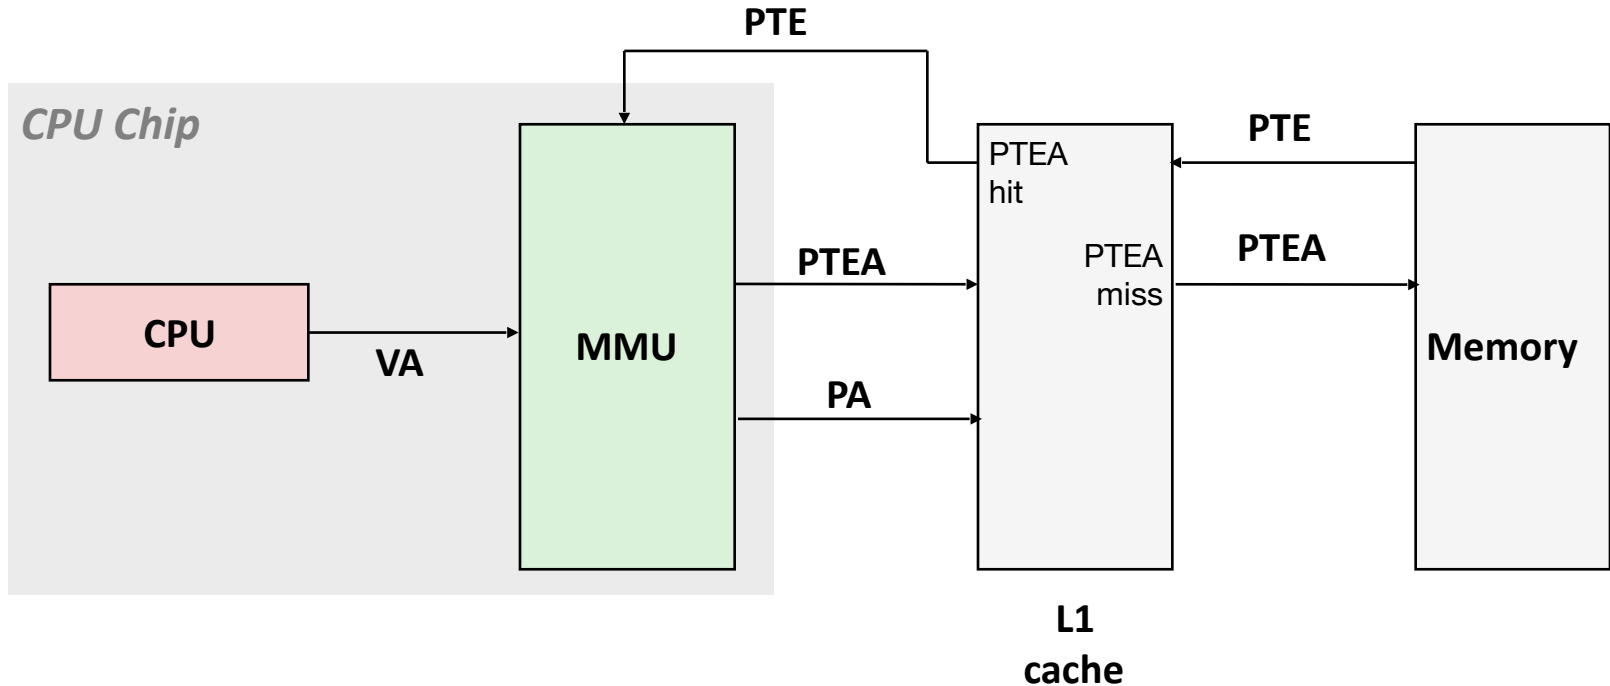 PTE
CPU Chip
PTEA
hit
PTE
PTEA
PTEA
miss
PTEA
CPU
VA
MMU
Memory
PA
L1
cache